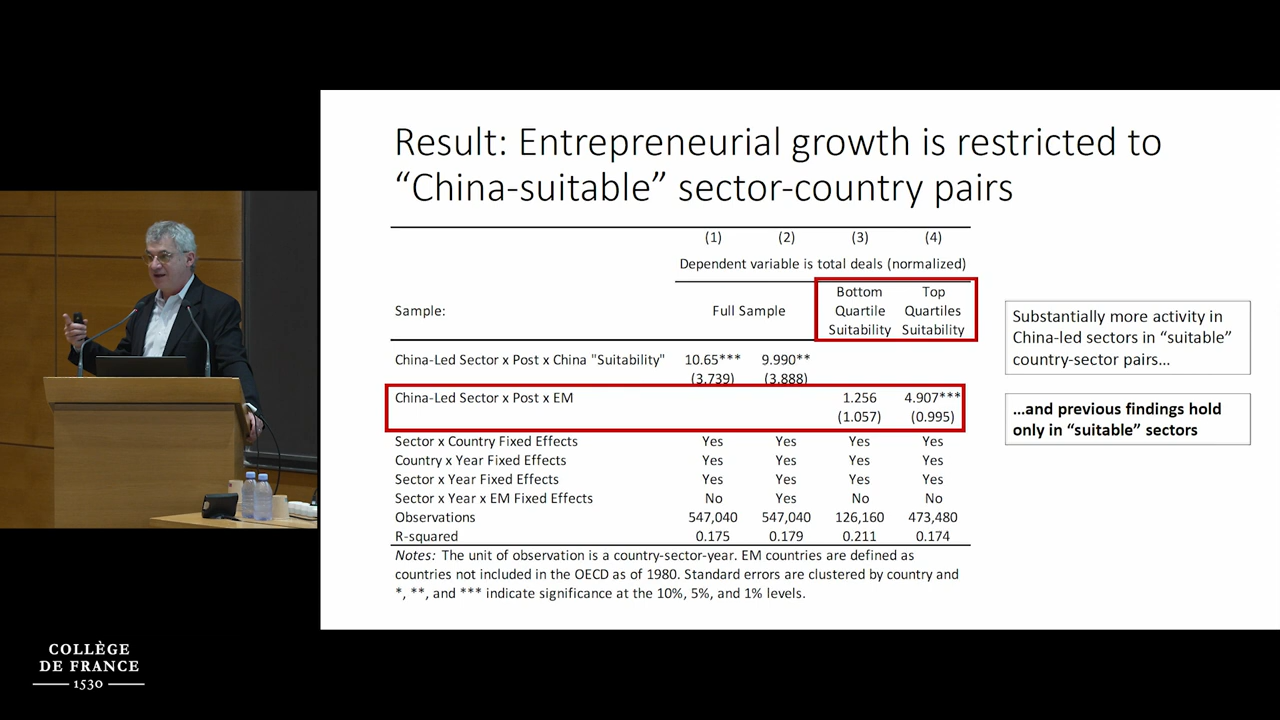 Result: Entrepreneurial growth is restricted to
“China-suitable” sector-country pairs
(1) (2) (3) (4)
Dependent variable is total deals (normalized)
Sample: Full Sample Bottom Quartile Suitability Top Quartiles Suitability
China-Led Sector x Post x China "Suitability" 10.65*** 9.990**
(3.739) (3.888)
China-Led Sector x Post x EM 1.256 4.907***
(1.057) (0.995)
Sector x Country Fixed Effects Yes Yes Yes Yes
Country x Year Fixed Effects Yes Yes Yes Yes
Sector x Year Fixed Effects Yes Yes Yes Yes
Sector x Year x EM Fixed Effects No Yes No No
Observations 547,040 547,040 126,160 473,480
R-squared 0.175 0.179 0.211 0.174
Notes: The unit of observation is a country-sector-year. EM countries are defined as
countries not included in the OECD as of 1980. Standard errors are clustered by country and
*, **, and *** indicate significance at the 10%, 5%, and 1% levels.
Substantially more activity in
China-led sectors in “suitable”
country-sector pairs…
…and previous findings hold
only in “suitable” sectors
COLLÈGE
DE FRANCE
1530